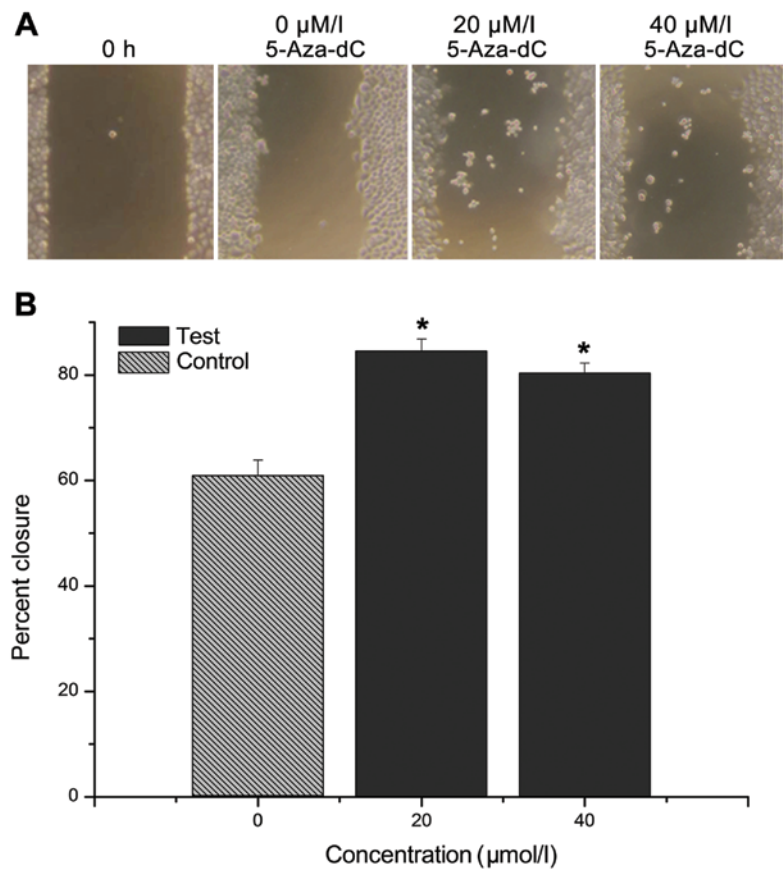 A
0 h
0 µM/l
5-Aza-dC
20 µM/l
5-Aza-dC
40 µM/l
5-Aza-dC
B
Test
Control
*
*
80
60
40
20
0
Percent closure
0
20
40
Concentration (µmol/l)